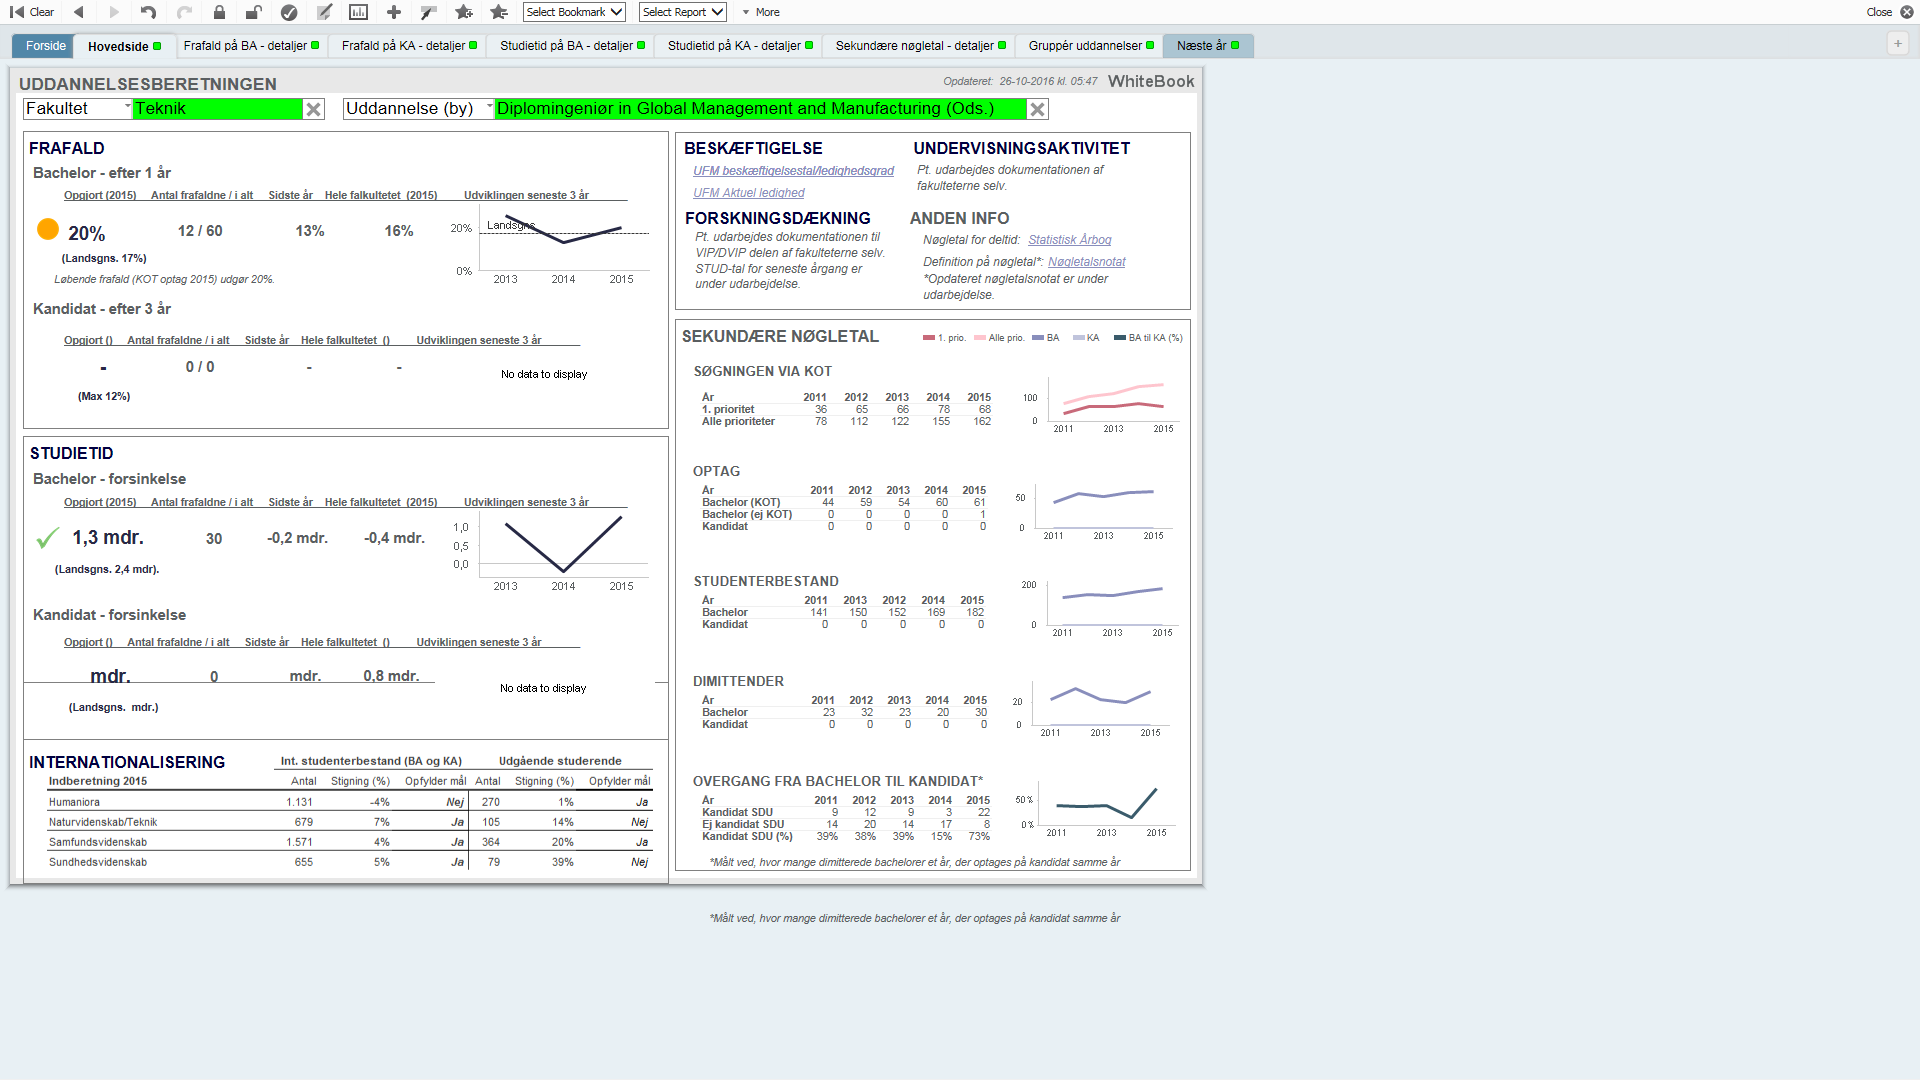 Clear Select Bookmark Select Report More Close
Forside Hovedside Frafald på BA - detaljer Frafald på KA - detaljer Studietid på BA - detaljer Studietid på KA - detaljer Sekundære nøgletal - detaljer Gruppér uddannelser Næste år
UDDANNELSESBERETNINGEN Opdateret: 26-10-2016 kl. 05:47 WhiteBook
Fakultet Teknik Uddannelse (by) Diplomingeniør in Global Management and Manufacturing (Ods.)
FRAFALD
Bachelor - efter 1 år
Opgjort (2015) Antal frafaldne / i alt Sidste år Hele falkultetet (2015) Udviklingen seneste 3 år
20% 12 / 60 13% 16%
(Landsgns. 17%)
Løbende frafald (KOT optag 2015) udgør 20%.
20%
Landsgns
0%
2013 2014 2015
Kandidat - efter 3 år
Opgjort () Antal frafaldne / i alt Sidste år Hele falkultetet () Udviklingen seneste 3 år
- 0 / 0 - -
No data to display
(Max 12%)
STUDIETID
Bachelor - forsinkelse
Opgjort (2015) Antal frafaldne / i alt Sidste år Hele falkultetet (2015) Udviklingen seneste 3 år
1,3 mdr. 30 -0,2 mdr. -0,4 mdr.
(Landsgns. 2,4 mdr).
1,0
0,5
0,0
2013 2014 2015
Kandidat - forsinkelse
Opgjort () Antal frafaldne / i alt Sidste år Hele falkultetet () Udviklingen seneste 3 år
mdr. 0 mdr. 0,8 mdr.
No data to display
(Landsgns. mdr.)
INTERNATIONALISERING Int. studenterbestand (BA og KA) Udgående studerende
Indberetning 2015 Antal Stigning (%) Opfylder mål Antal Stigning (%) Opfylder mål
Humaniora 1.131 -4% Nej 270 1% Ja
Naturvidenskab/Teknik 679 7% Ja 105 14% Nej
Samfundsvidenskab 1.571 4% Ja 364 20% Ja
Sundhedsvidenskab 655 5% Ja 79 39% Nej
BESKÆFTIGELSE
UFM beskæftigelsestal/ledighedsgrad
UFM Aktuel ledighed
UNDERVISNINGSAKTIVITET
Pt. udarbejdes dokumentationen af
fakulteterne selv.
FORSKNINGSDÆKNING
Pt. udarbejdes dokumentationen til
VIP/DVIP delen af fakulteterne selv.
STUD-tal for seneste årgang er
under udarbejdelse.
ANDEN INFO
Nøgletal for deltid: Statistisk Årbog
Definition på nøgletal*: Nøgletalsnotat
*Opdateret nøgletalsnotat er under
udarbejdelse.
SEKUNDÆRE NØGLETAL 1. prio. Alle prio. BA KA BA til KA (%)
SØGNINGEN VIA KOT
År 2011 2012 2013 2014 2015
1. prioritet 36 65 66 78 68
Alle prioriteter 78 112 122 155 162
100
0
2011 2013 2015
OPTAG
År 2011 2012 2013 2014 2015
Bachelor (KOT) 44 59 54 60 61
Bachelor (ej KOT) 0 0 0 0 1
Kandidat 0 0 0 0 0
50
0
2011 2013 2015
STUDENTERBESTAND
År 2011 2013 2012 2014 2015
Bachelor 141 150 152 169 182
Kandidat 0 0 0 0 0
200
0
2011 2013 2015
DIMITTENDER
År 2011 2012 2013 2014 2015
Bachelor 23 32 23 20 30
Kandidat 0 0 0 0 0
20
0
2011 2013 2015
OVERGANG FRA BACHELOR TIL KANDIDAT*
År 2011 2012 2013 2014 2015
Kandidat SDU 9 12 9 3 22
Ej kandidat SDU 14 20 14 17 8
Kandidat SDU (%) 39% 38% 39% 15% 73%
50 %
0 %
2011 2013 2015
*Målt ved, hvor mange dimitterede bachelorer et år, der optages på kandidat samme år
*Målt ved, hvor mange dimitterede bachelorer et år, der optages på kandidat samme år